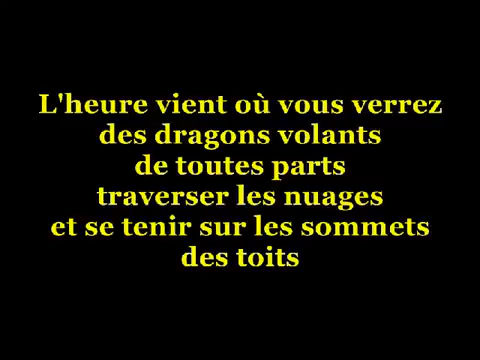 L'heure vient où vous verrez
des dragons volants
de toutes parts
traverser les nuages
et se tenir sur les sommets
des toits